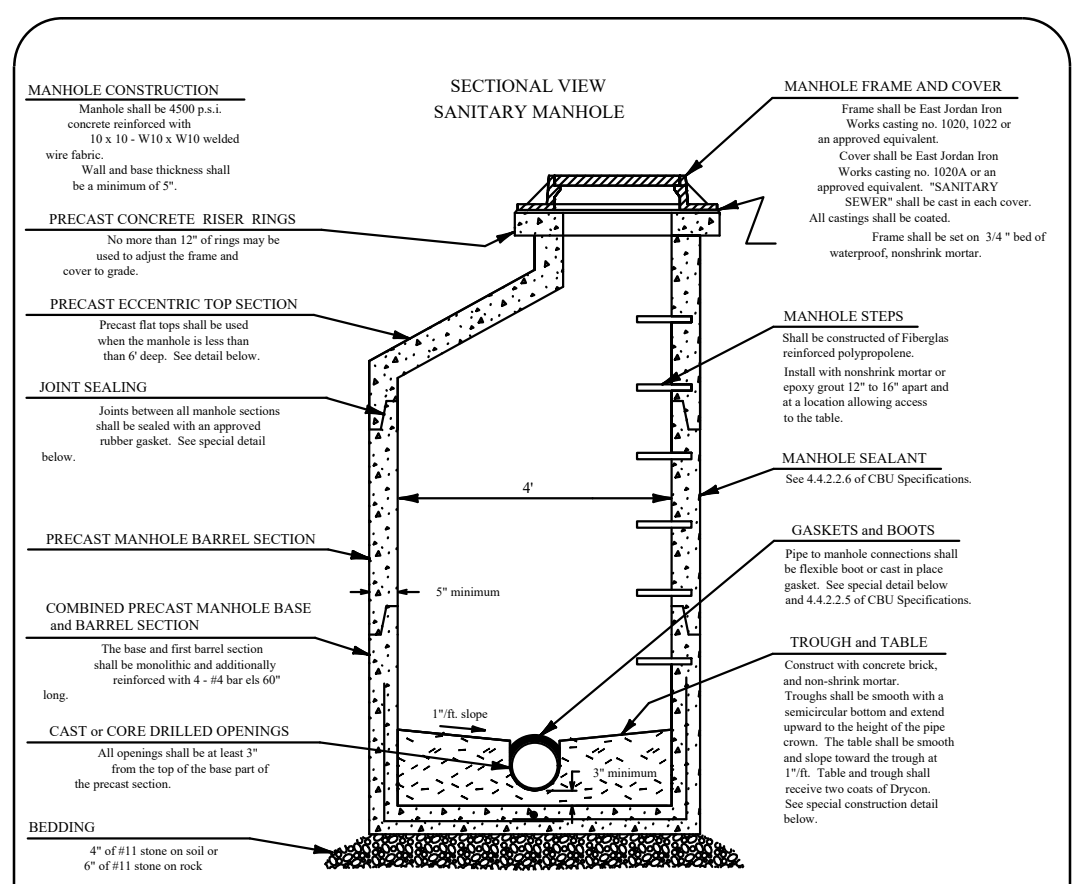 SECTIONAL VIEW
SANITARY MANHOLE
MANHOLE CONSTRUCTION
Manhole shall be 4500 p.s.i.
concrete reinforced with
10 x 10 - W10 x W10 welded
wire fabric.
Wall and base thickness shall
be a minimum of 5".
PRECAST CONCRETE RISER RINGS
No more than 12" of rings may be
used to adjust the frame and
cover to grade.
PRECAST ECCENTRIC TOP SECTION
Precast flat tops shall be used
when the manhole is less than
than 6' deep. See detail below.
JOINT SEALING
Joints between all manhole sections
shall be sealed with an approved
rubber gasket. See special detail
below.
PRECAST MANHOLE BARREL SECTION
COMBINED PRECAST MANHOLE BASE
and BARREL SECTION
The base and first barrel section
shall be monolithic and additionally
reinforced with 4 - #4 bar els 60"
long.
CAST or CORE DRILLED OPENINGS
All openings shall be at least 3"
from the top of the base part of
the precast section.
BEDDING
4" of #11 stone on soil or
6" of #11 stone on rock
4'
5" minimum
1"/ft. slope
3" minimum
MANHOLE FRAME AND COVER
Frame shall be East Jordan Iron
Works casting no. 1020, 1022 or
an approved equivalent.
Cover shall be East Jordan Iron
Works casting no. 1020A or an
approved equivalent. "SANITARY
SEWER" shall be cast in each cover.
All castings shall be coated.
Frame shall be set on 3/4 " bed of
waterproof, nonshrink mortar.
MANHOLE STEPS
Shall be constructed of Fiberglas
reinforced polypropolene.
Install with nonshrink mortar or
epoxy grout 12" to 16" apart and
at a location allowing access
to the table.
MANHOLE SEALANT
See 4.4.2.2.6 of CBU Specifications.
GASKETS and BOOTS
Pipe to manhole connections shall
be flexible boot or cast in place
gasket. See special detail below
and 4.4.2.2.5 of CBU Specifications.
TROUGH and TABLE
Construct with concrete brick,
and non-shrink mortar.
Troughs shall be smooth with a
semicircular bottom and extend
upward to the height of the pipe
crown. The table shall be smooth
and slope toward the trough at
1"/ft. Table and trough shall
receive two coats of Drycon.
See special construction detail
below.